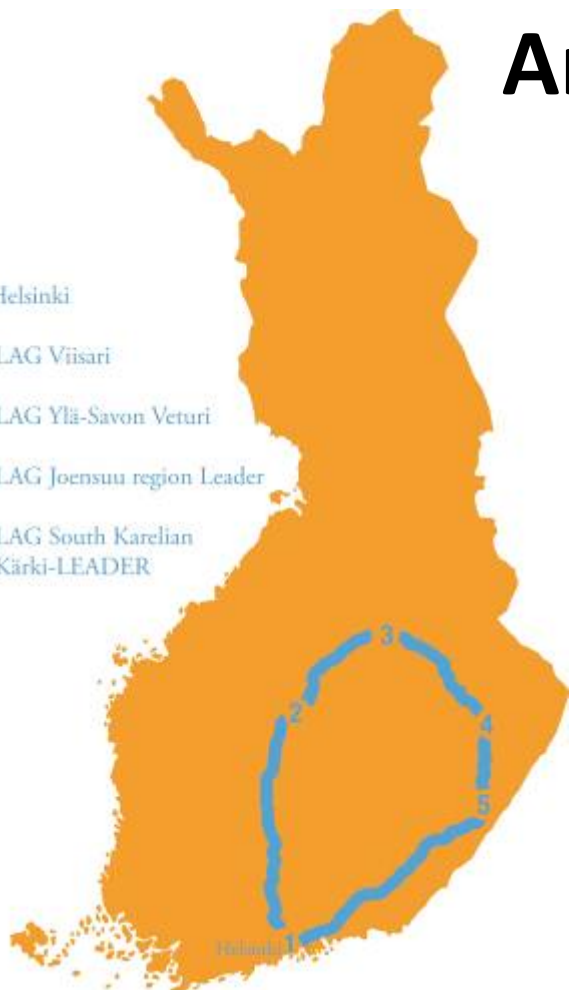 Ar
Helsinki
LAG Viisari
LAG Ylä-Savon Veturi
LAG Joensuu region Leader
LAG South Karelian
Kärki-LEADER
3
2
4
5
Helsinki 1